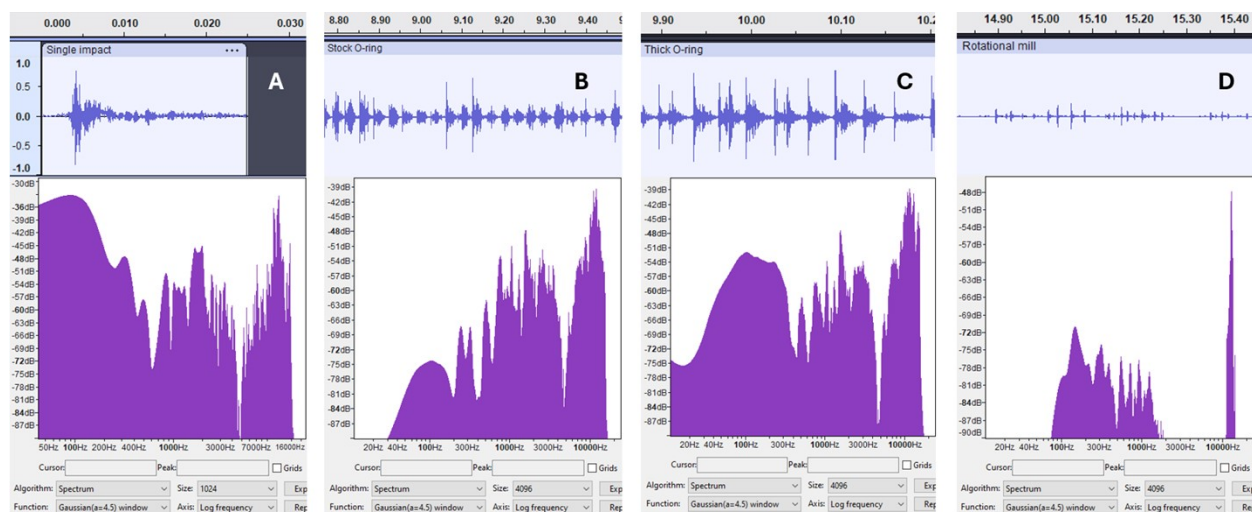 0.000 0.010 0.020 0.030
Single impact ...
A
1.0
0.5
0.0
-0.5
-1.0
-30dB
-36dB
-39dB
-42dB
-45dB
-48dB
-51dB
-54dB
-57dB
-60dB
-63dB
-66dB
-69dB
-72dB
-75dB
-78dB
-81dB
-84dB
-87dB
50Hz 100Hz 200Hz 400Hz 1000Hz 3000Hz 7000Hz 16000Hz
Cursor: Peak: Grids
Algorithm: Spectrum Size: 1024 Exp
Function: Gaussian(a=4.5) window Axis: Log frequency Rep
8.80 8.90 9.00 9.10 9.20 9.30 9.40 9
Stock O-ring
B
-39dB
-42dB
-45dB
-48dB
-51dB
-54dB
-57dB
-60dB
-63dB
-66dB
-69dB
-72dB
-75dB
-78dB
-81dB
-84dB
-87dB
20Hz 40Hz 100Hz 300Hz 1000Hz 3000Hz 10000Hz
Cursor: Peak: Grids
Algorithm: Spectrum Size: 4096 Exp
Function: Gaussian(a=4.5) window Axis: Log frequency Rep
9.90 10.00 10.10 10.2
Thick O-ring
C
-39dB
-42dB
-45dB
-48dB
-51dB
-54dB
-57dB
-60dB
-63dB
-66dB
-69dB
-72dB
-75dB
-78dB
-81dB
-84dB
-87dB
20Hz 40Hz 100Hz 300Hz 1000Hz 3000Hz 10000Hz
Cursor: Peak: Grids
Algorithm: Spectrum Size: 4096 Exp
Function: Gaussian(a=4.5) window Axis: Log frequency Rep
14.90 15.00 15.10 15.20 15.30 15.40
Rotational mill
D
-48dB
-51dB
-54dB
-57dB
-60dB
-63dB
-66dB
-69dB
-72dB
-75dB
-78dB
-81dB
-84dB
-87dB
-90dB
20Hz 40Hz 100Hz 300Hz 1000Hz 3000Hz 10000Hz
Cursor: Peak: Grids
Algorithm: Spectrum Size: 4096 Exp
Function: Gaussian(a=4.5) window Axis: Log frequency Rep